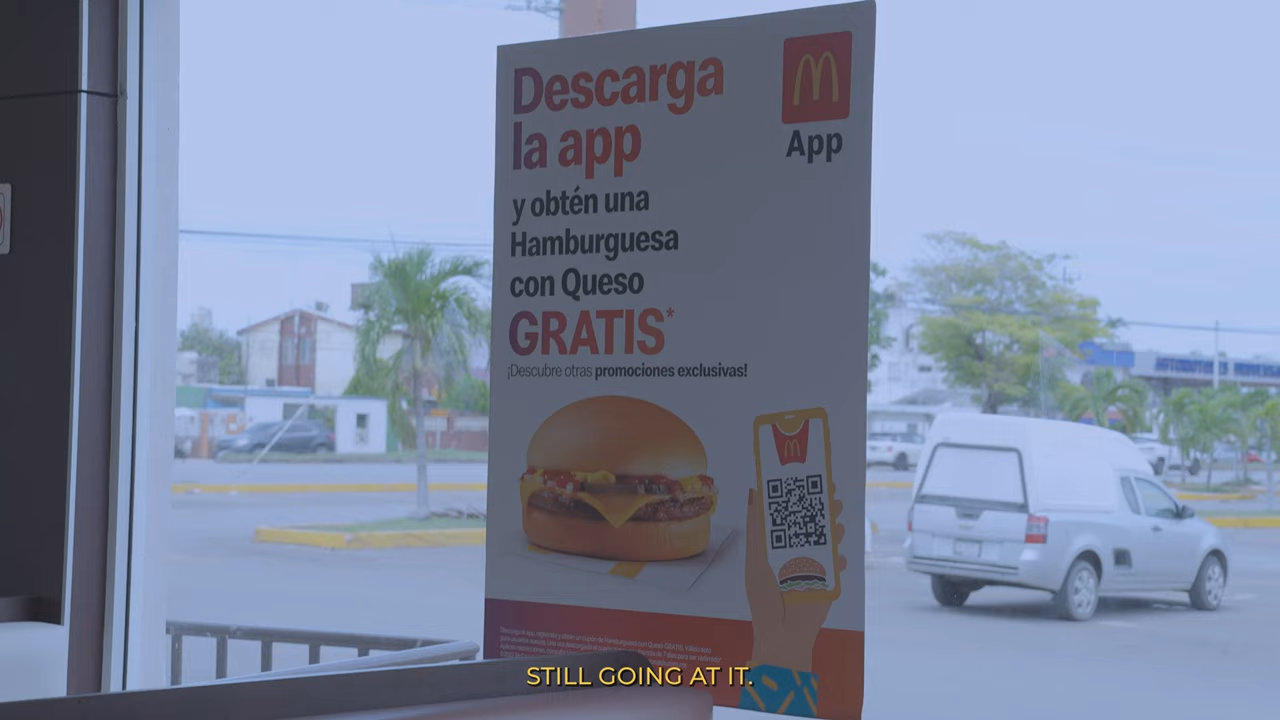 Descarga
la app
App
y obtén una
Hamburguesa
con Queso
GRATIS*
¡Descubre otras promociones exclusivas!
STILL GOING AT IT.